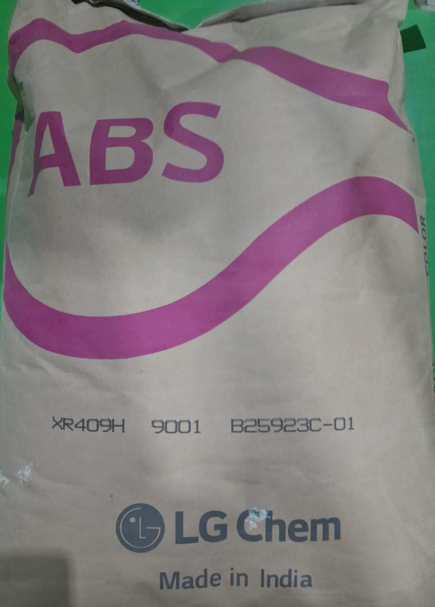 ABS
COLOR
XR409H 9001 B25923C-01
LG Chem
Made in India